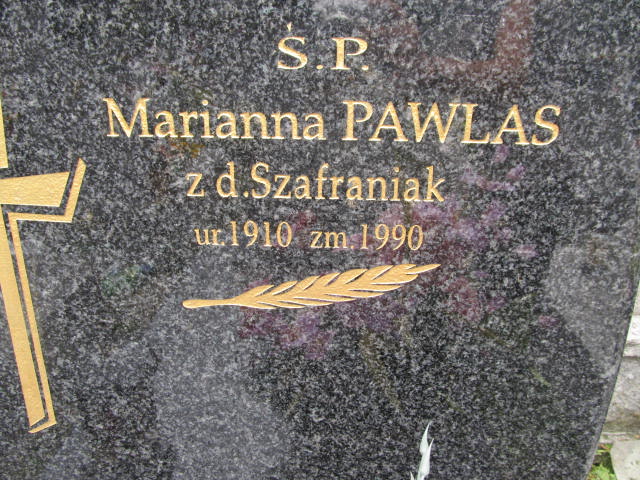 Ś.P.
Marianna PAWLAS
z d.Szafraniak
ur.1910 zm.1990